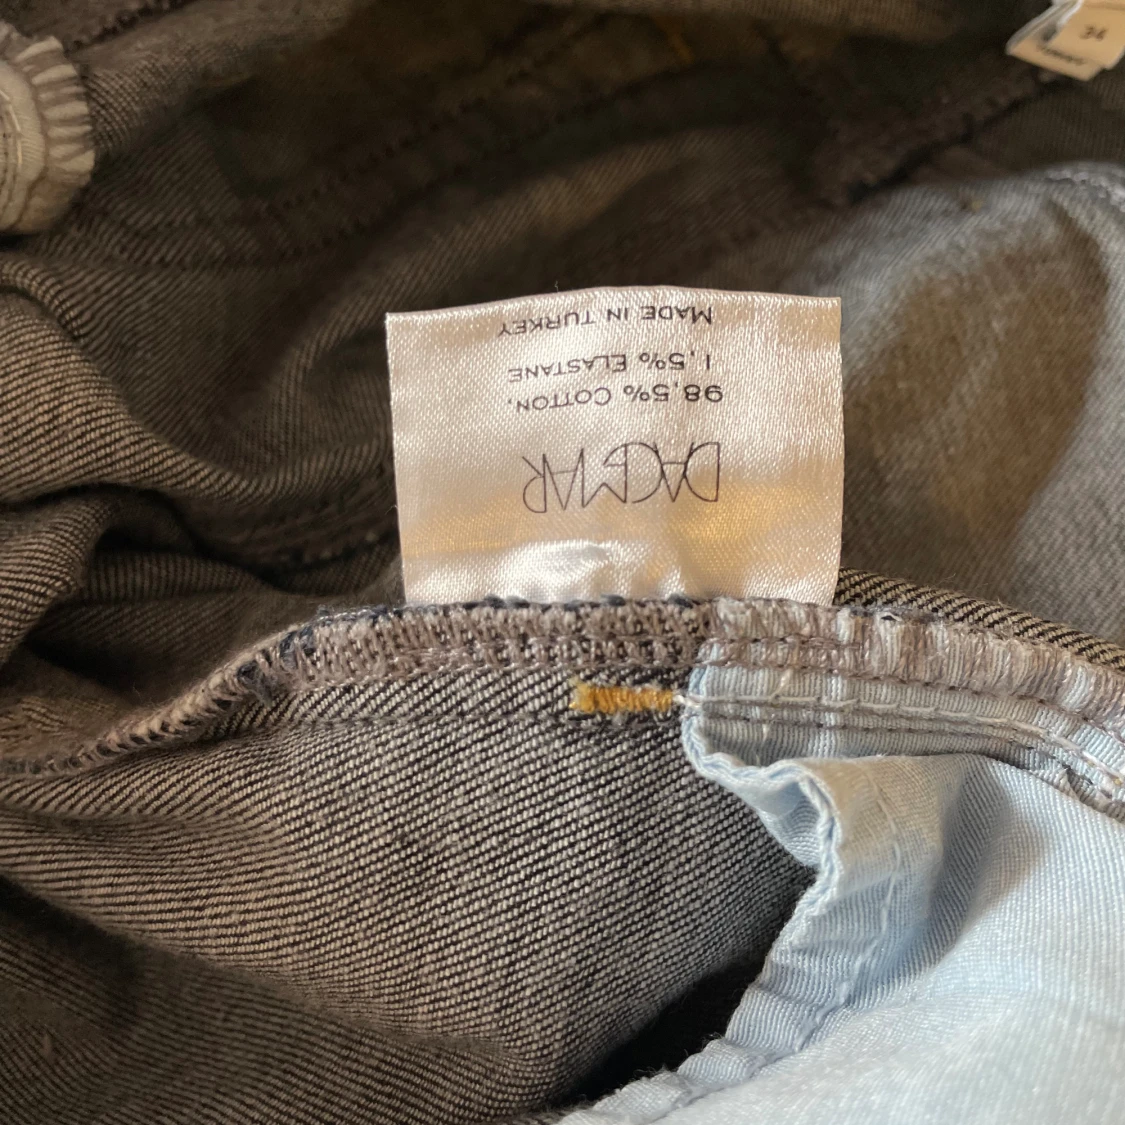 DAGMAR
98,5% COTTON,
1,5% ELASTANE
MADE IN TURKEY
34